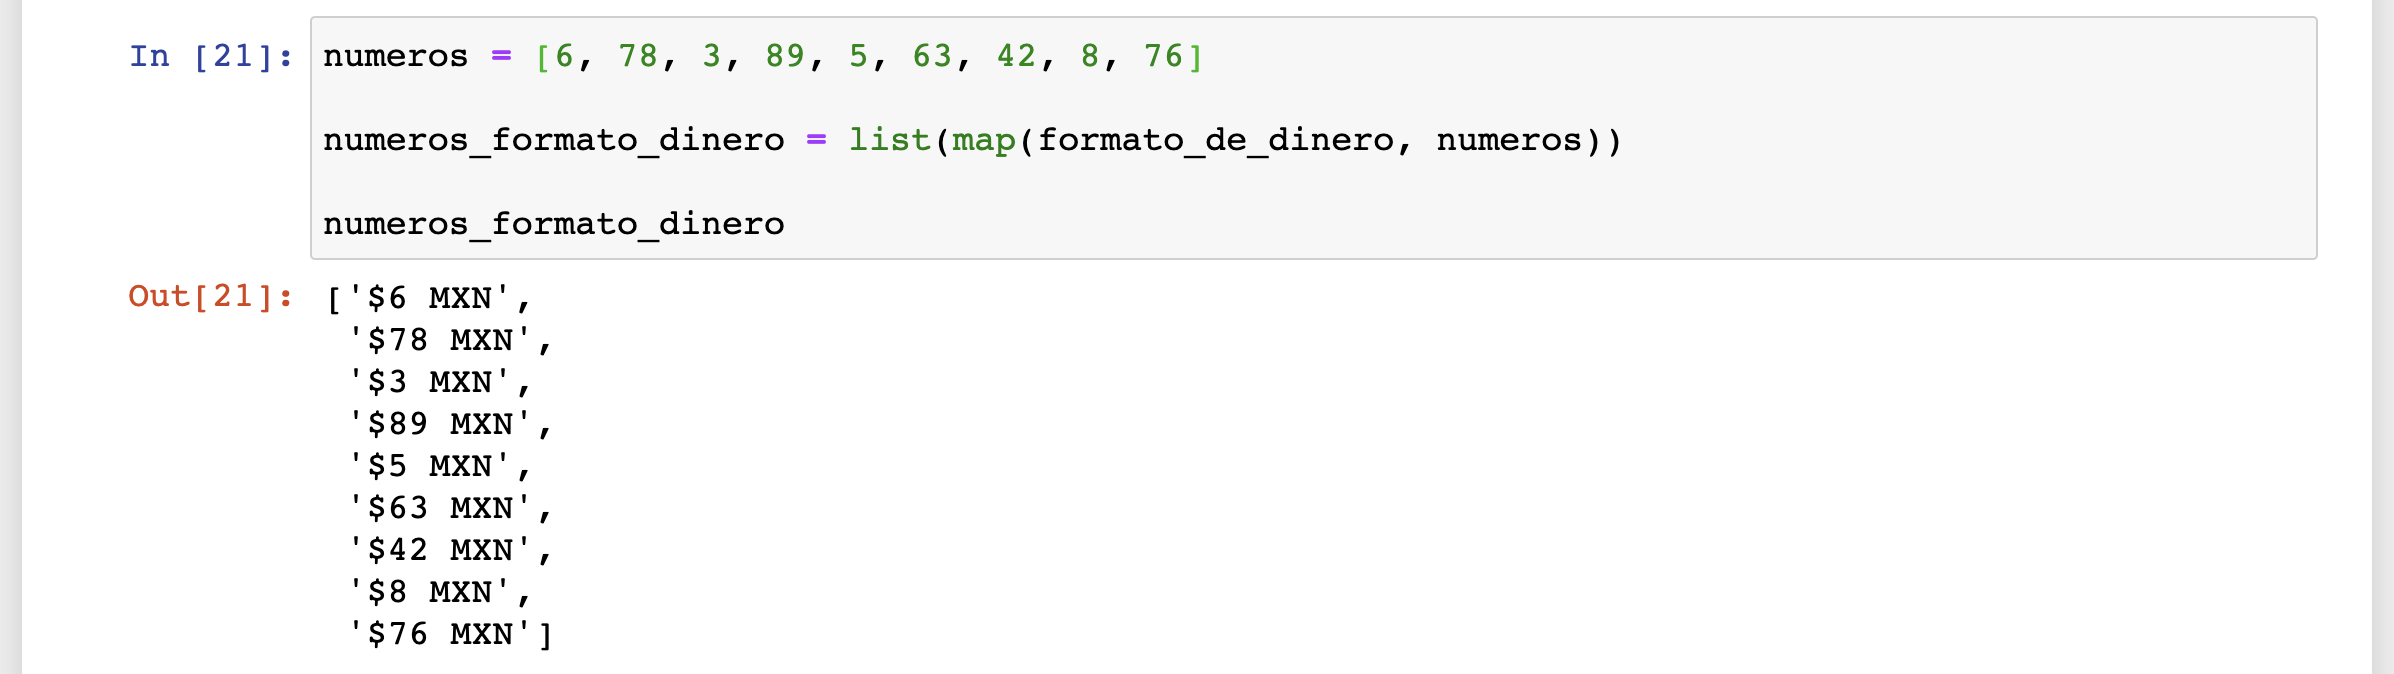 In [21]: numeros = [6, 78, 3, 89, 5, 63, 42, 8, 76]
numeros_formato_dinero = list(map(formato_de_dinero, numeros))
numeros_formato_dinero
Out[21]: ['$6 MXN',
'$78 MXN',
'$3 MXN',
'$89 MXN',
'$5 MXN',
'$63 MXN',
'$42 MXN',
'$8 MXN',
'$76 MXN']